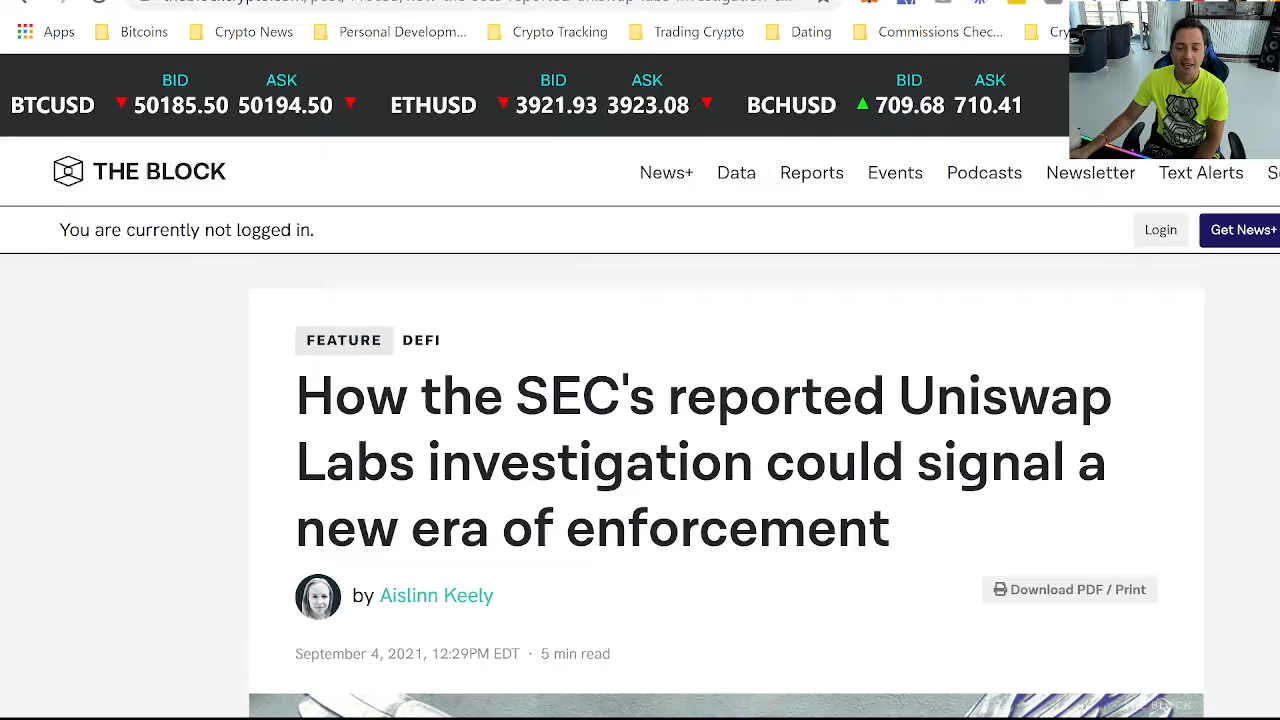 Apps Bitcoins Crypto News Personal Developm... Crypto Tracking Trading Crypto Dating Commissions Chec...
BID ASK BID ASK BID ASK
BTCUSD 50185.50 50194.50 ETHUSD 3921.93 3923.08 BCHUSD 709.68 710.41
THE BLOCK News+ Data Reports Events Podcasts Newsletter Text Alerts
You are currently not logged in. Login Get News+
FEATURE DEFI
How the SEC's reported Uniswap
Labs investigation could signal a
new era of enforcement
by Aislinn Keely Download PDF / Print
September 4, 2021, 12:29PM EDT · 5 min read
THE BLOCK